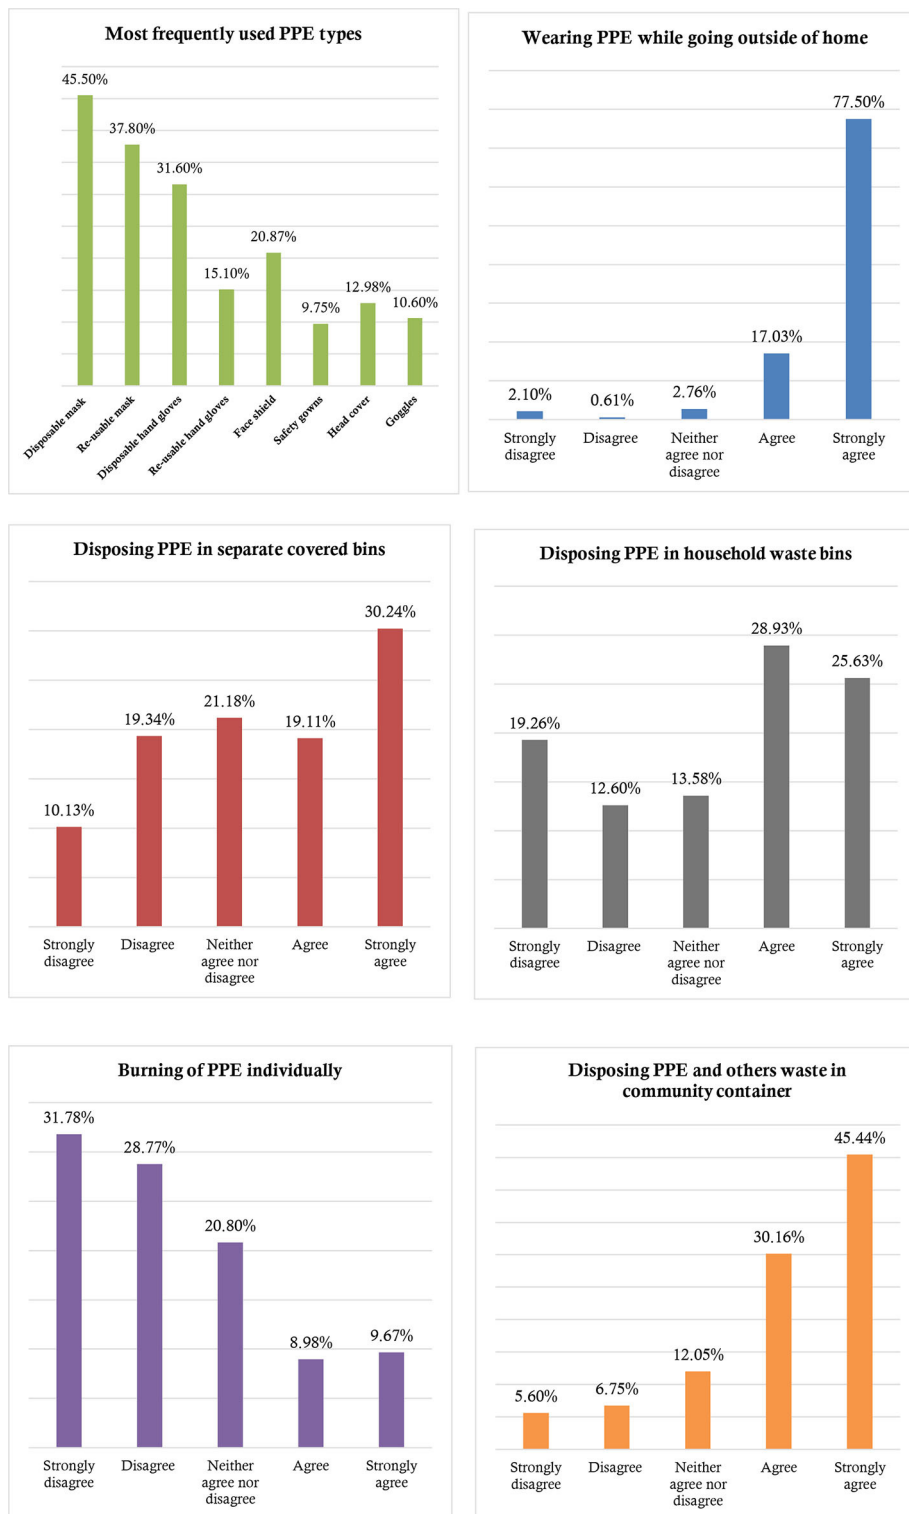 Most frequently used PPE types
45.50%
37.80%
31.60%
15.10%
20.87%
9.75%
12.98%
10.60%
Disposable mask
Re-usable mask
Disposable hand gloves
Re-usable hand gloves
Face shield
Safety gowns
Head cover
Goggles
Wearing PPE while going outside of home
2.10%
0.61%
2.76%
17.03%
77.50%
Strongly
disagree
Disagree
Neither
agree nor
disagree
Agree
Strongly
agree
Disposing PPE in separate covered bins
10.13%
19.34%
21.18%
19.11%
30.24%
Strongly
disagree
Disagree
Neither
agree nor
disagree
Agree
Strongly
agree
Disposing PPE in household waste bins
19.26%
12.60%
13.58%
28.93%
25.63%
Strongly
disagree
Disagree
Neither
agree nor
disagree
Agree
Strongly
agree
Burning of PPE individually
31.78%
28.77%
20.80%
8.98%
9.67%
Strongly
disagree
Disagree
Neither
agree nor
disagree
Agree
Strongly
agree
Disposing PPE and others waste in
community container
5.60%
6.75%
12.05%
30.16%
45.44%
Strongly
disagree
Disagree
Neither
agree nor
disagree
Agree
Strongly
agree